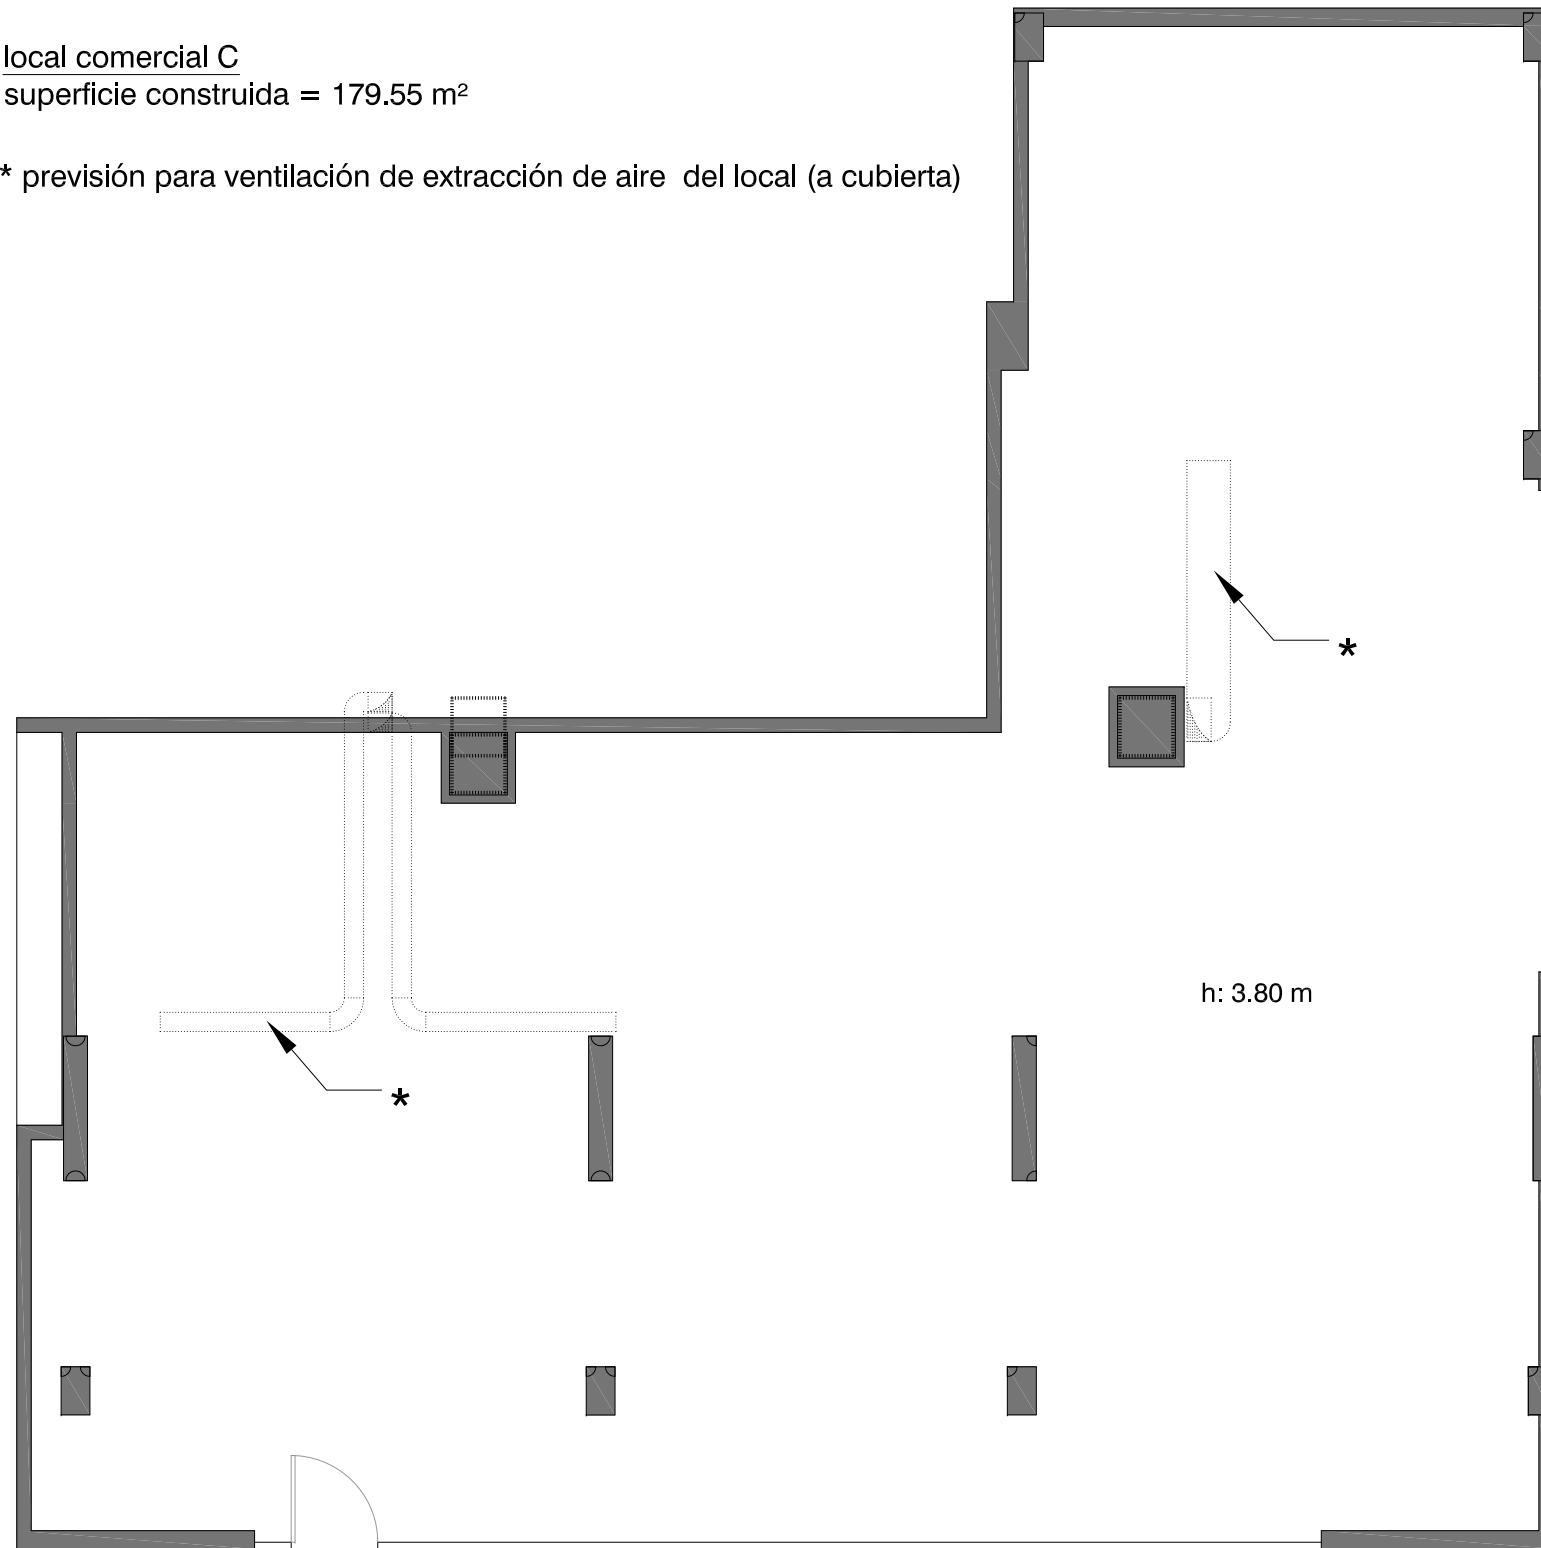 local comercial C
superficie construida = 179.55 m²
* previsión para ventilación de extracción de aire del local (a cubierta)
*
h: 3.80 m
*